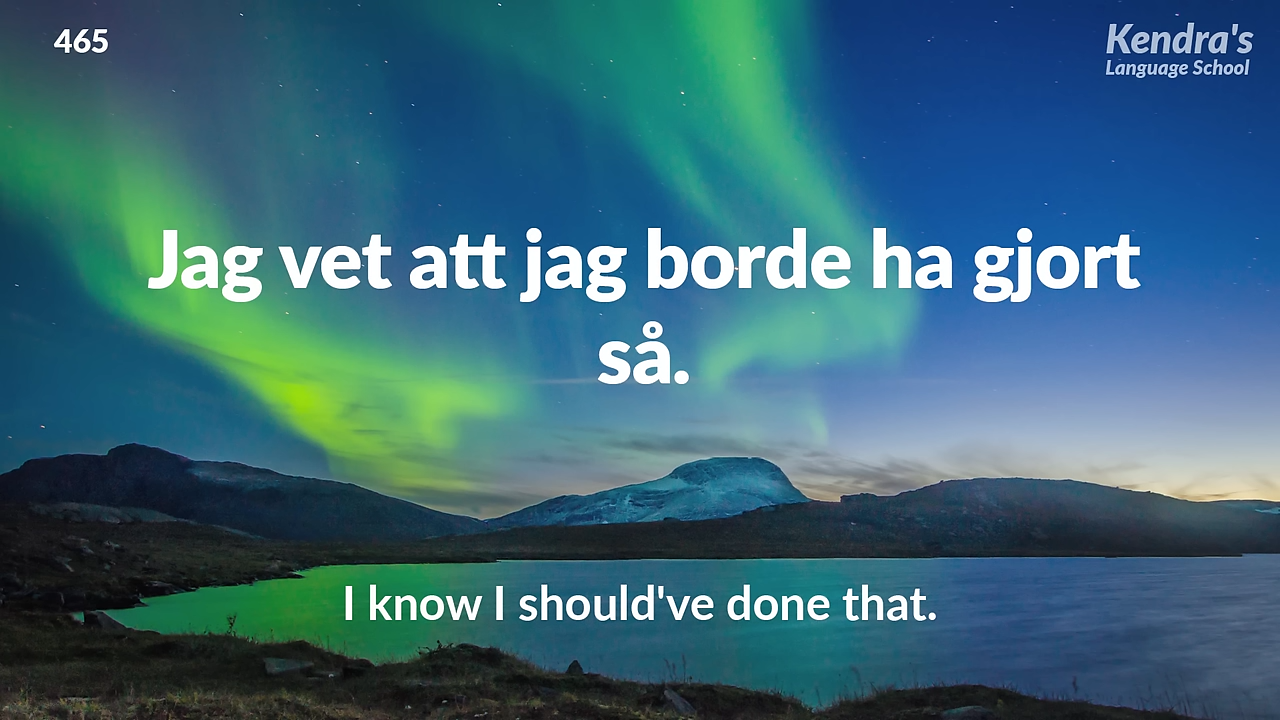 465
Kendra's
Language School
Jag vet att jag borde ha gjort
så.
I know I should've done that.